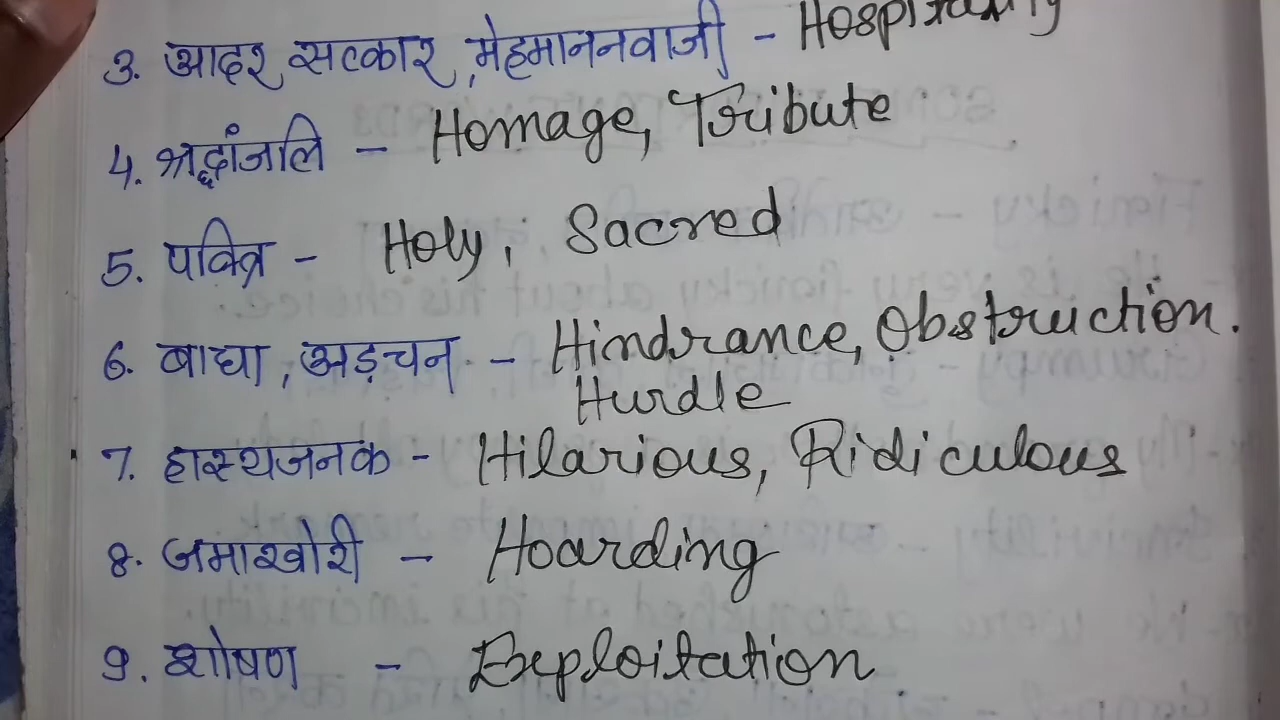 3. आदर सत्कार, मेहमाननवाजी - Hospitality
4. श्रद्धांजलि - Homage, Tribute
5. पवित्र - Holy, Sacred
6. बाधा, अड़चन - Hindrance, Obstruction.
Hurdle
7. हास्यजनक - Hilarious, Ridiculous
8. जमाखोरी - Hoarding
9. शोषण - Exploitation